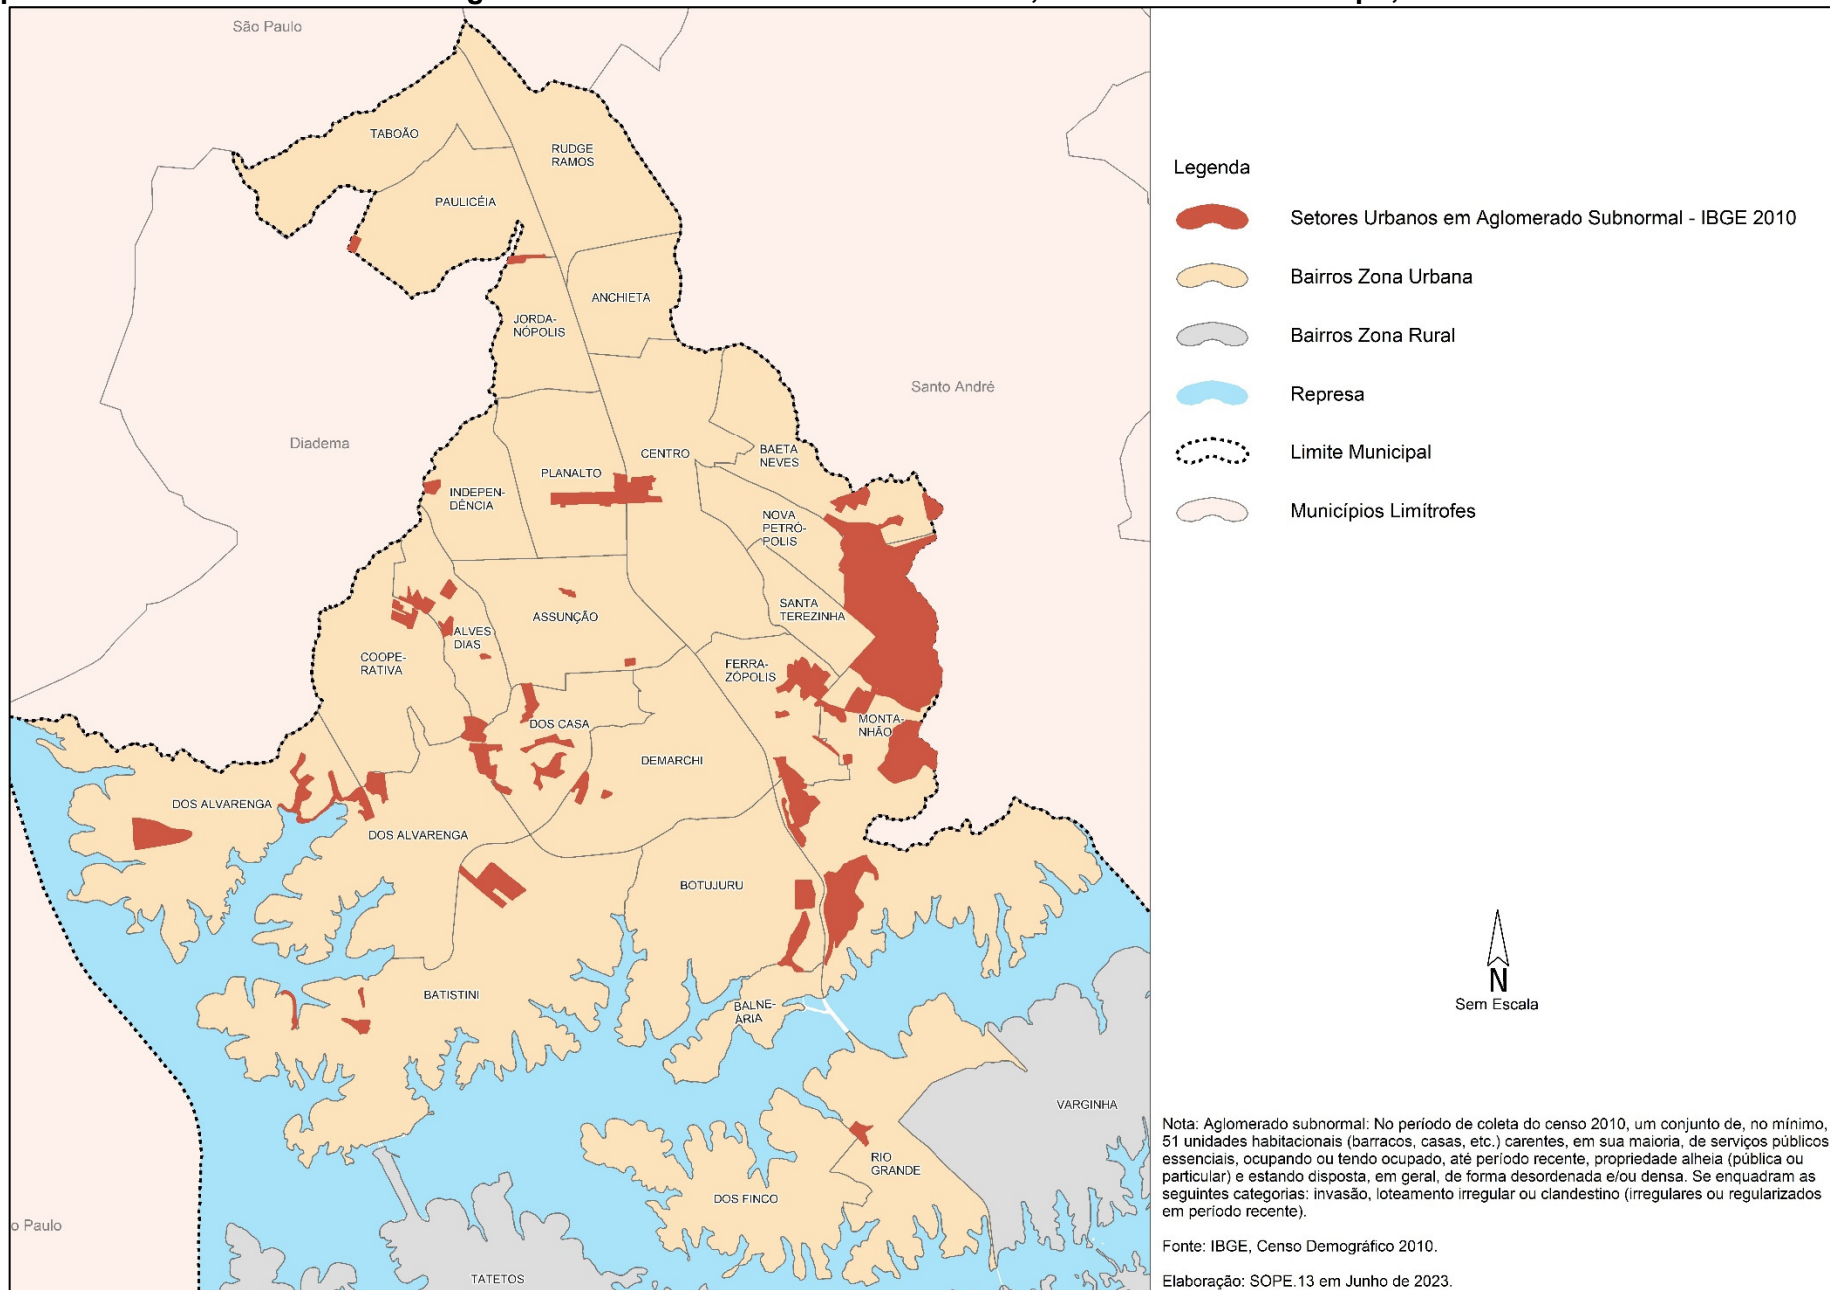 São Paulo
TABOÃO
RUDGE
RAMOS
PAULICÉIA
ANCHIETA
JORDA-
NÓPOLIS
Santo André
Diadema
CENTRO
BAETA
NEVES
PLANALTO
INDEPEN-
DÊNCIA
NOVA
PETRÓ-
POLIS
SANTA
TEREZINHA
ASSUNÇÃO
ALVES
DIAS
COOPE-
RATIVA
FERRA-
ZÓPOLIS
DOS CASA
MONTA-
NHÃO
DEMARCHI
DOS ALVARENGA
DOS ALVARENGA
BOTUJURU
BATISTINI
BALNE-
ÁRIA
VARGINHA
RIO
GRANDE
DOS FINCO
o Paulo
TATETOS
Legenda
Setores Urbanos em Aglomerado Subnormal - IBGE 2010
Bairros Zona Urbana
Bairros Zona Rural
Represa
Limite Municipal
Municípios Limítrofes
N
Sem Escala
Nota: Aglomerado subnormal: No período de coleta do censo 2010, um conjunto de, no mínimo,
51 unidades habitacionais (barracos, casas, etc.) carentes, em sua maioria, de serviços públicos
essenciais, ocupando ou tendo ocupado, até período recente, propriedade alheia (pública ou
particular) e estando disposta, em geral, de forma desordenada e/ou densa. Se enquadram as
seguintes categorias: invasão, loteamento irregular ou clandestino (irregulares ou regularizados
em período recente).
Fonte: IBGE, Censo Demográfico 2010.
Elaboração: SOPE.13 em Junho de 2023.